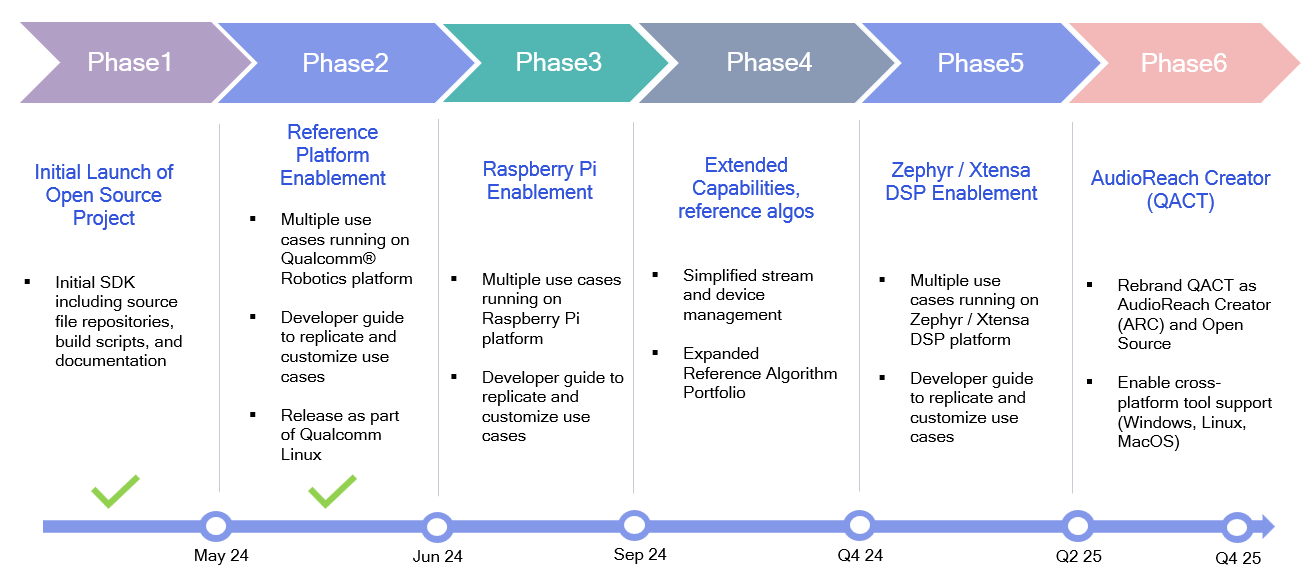 Phase1
Phase2
Phase3
Phase4
Phase5
Phase6
Initial Launch of
Open Source
Project
▪ Initial SDK
including source
file repositories,
build scripts, and
documentation
Reference
Platform
Enablement
▪ Multiple use
cases running on
Qualcomm®
Robotics platform
▪ Developer guide
to replicate and
customize use
cases
▪ Release as part
of Qualcomm
Linux
Raspberry Pi
Enablement
▪ Multiple use cases
running on
Raspberry Pi
platform
▪ Developer guide to
replicate and
customize use
cases
Extended
Capabilities,
reference algos
▪ Simplified stream
and device
management
▪ Expanded
Reference Algorithm
Portfolio
Zephyr / Xtensa
DSP Enablement
▪ Multiple use
cases running on
Zephyr / Xtensa
DSP platform
▪ Developer guide
to replicate and
customize use
cases
AudioReach Creator
(QACT)
▪ Rebrand QACT as
AudioReach Creator
(ARC) and Open
Source
▪ Enable cross-
platform tool support
(Windows, Linux,
MacOS)
May 24
Jun 24
Sep 24
Q4 24
Q2 25
Q4 25